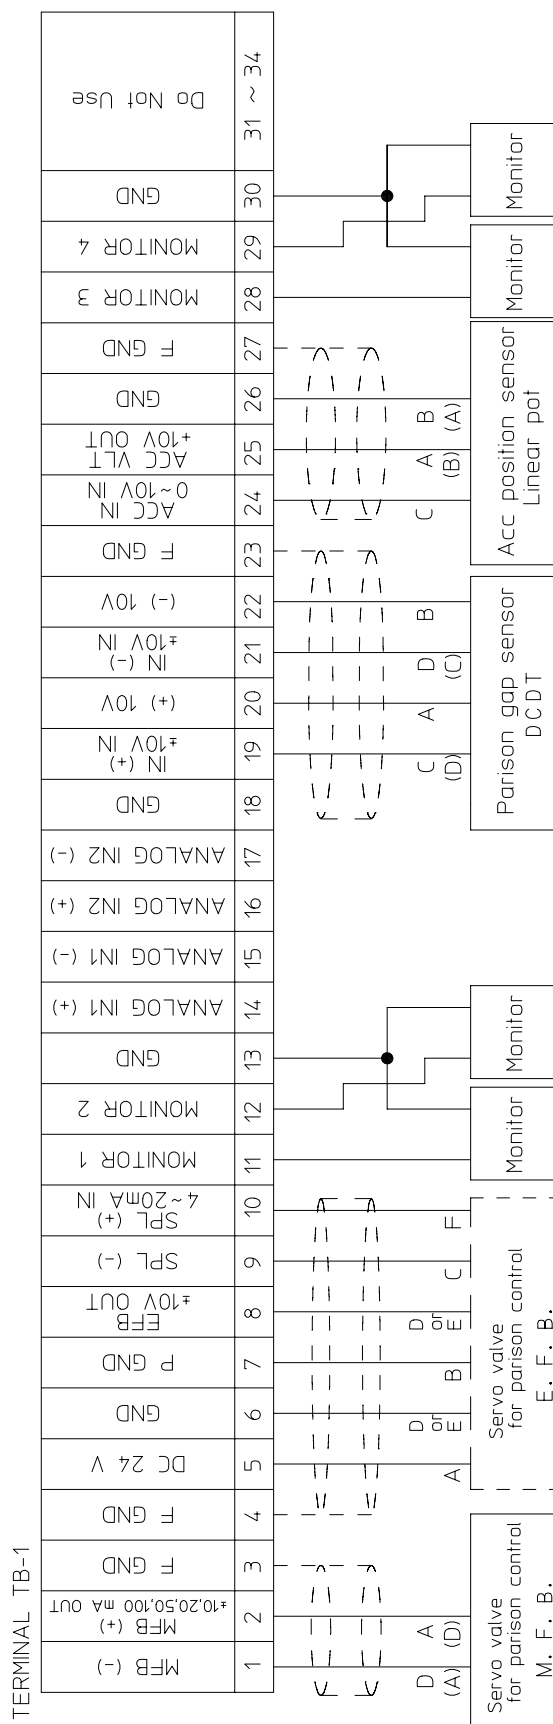 TERMINAL TB-1
1
MFB (-)
2
MFB (+)
±10,20,50,100 mA OUT
3
F GND
4
F GND
5
DC 24 V
6
GND
7
P GND
8
EFB
±10V OUT
9
SPL (-)
10
SPL (+)
4~20mA IN
11
MONITOR 1
12
MONITOR 2
13
GND
14
ANALOG IN1 (+)
15
ANALOG IN1 (-)
16
ANALOG IN2 (+)
17
ANALOG IN2 (-)
18
GND
19
IN (+)
±10V IN
20
(+) 10V
21
IN (-)
±10V IN
22
(-) 10V
23
F GND
24
ACC IN
0~10V IN
25
ACC VLT
+10V OUT
26
GND
27
F GND
28
MONITOR 3
29
MONITOR 4
30
GND
31 ~ 34
Do Not Use
D
(A)
A
(D)
Servo valve
for parison control
M. F. B.
A
D
or
E
B
D
or
E
C
F
Servo valve
for parison control
E. F. B.
Monitor
Monitor
C
(D)
A
D
(C)
B
Parison gap sensor
DCDT
C
A
(B)
B
(A)
Acc position sensor
Linear pot
Monitor
Monitor